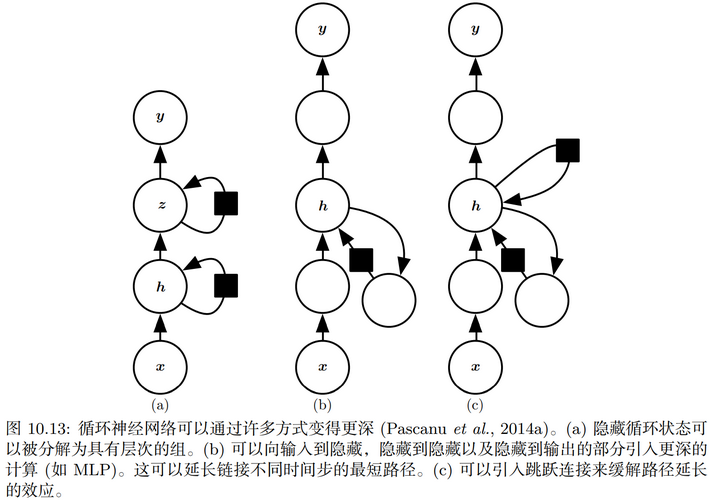 y
y
y
z
h
h
h
x
x
x
(a)
(b)
(c)
图 10.13: 循环神经网络可以通过许多方式变得更深 (Pascanu et al., 2014a)。(a) 隐藏循环状态可
以被分解为具有层次的组。(b) 可以向输入到隐藏，隐藏到隐藏以及隐藏到输出的部分引入更深的
计算 (如 MLP)。这可以延长链接不同时间步的最短路径。(c) 可以引入跳跃连接来缓解路径延长
的效应。